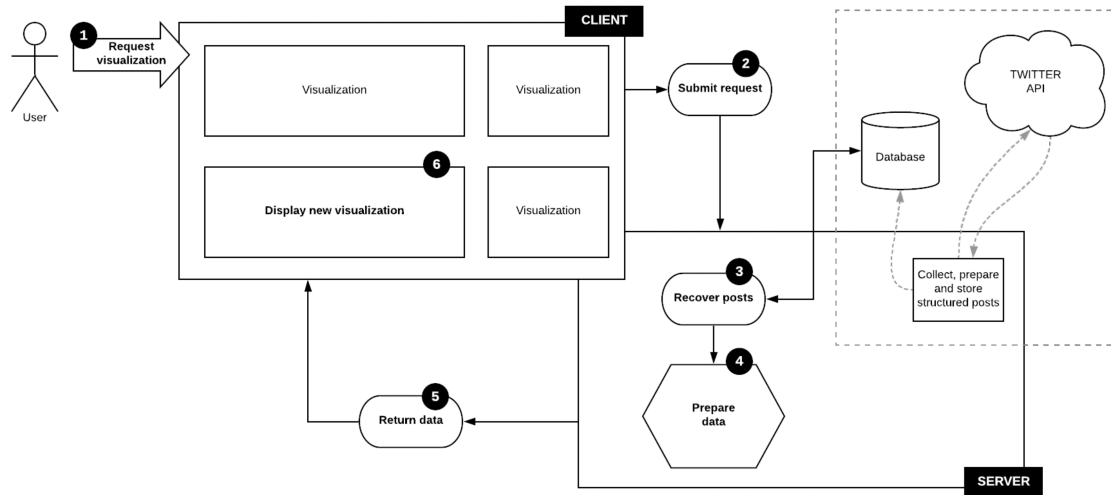 CLIENT
1
Request
visualization
User
Visualization
Visualization
2
Submit request
TWITTER
API
Database
6
Display new visualization
Visualization
3
Recover posts
Collect, prepare
and store
structured posts
4
Prepare
data
5
Return data
SERVER